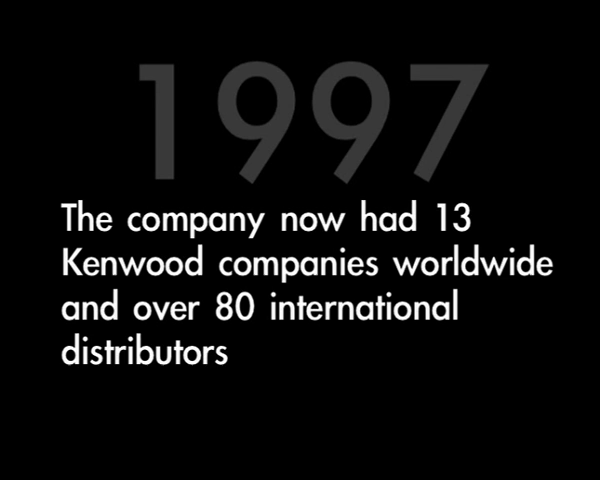 1997
The company now had 13
Kenwood companies worldwide
and over 80 international
distributors